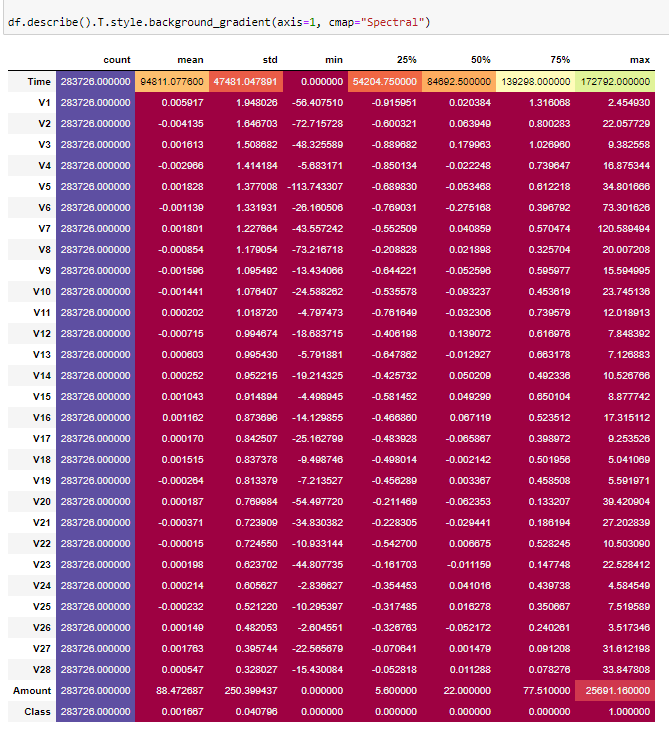 df.describe().T.style.background_gradient(axis=1, cmap="Spectral")
count mean std min 25% 50% 75% max
Time 283726.000000 94811.077600 47481.047891 0.000000 54204.750000 84692.500000 139298.000000 172792.000000
V1 283726.000000 0.005917 1.948026 -56.407510 -0.915951 0.020384 1.316068 2.454930
V2 283726.000000 -0.004135 1.646703 -72.715728 -0.600321 0.063949 0.800283 22.057729
V3 283726.000000 0.001613 1.508682 -48.325589 -0.889682 0.179963 1.026960 9.382558
V4 283726.000000 -0.002966 1.414184 -5.683171 -0.850134 -0.022248 0.739647 16.875344
V5 283726.000000 0.001828 1.377008 -113.743307 -0.689830 -0.053468 0.612218 34.801666
V6 283726.000000 -0.001139 1.331931 -26.160506 -0.769031 -0.275168 0.396792 73.301626
V7 283726.000000 0.001801 1.227664 -43.557242 -0.552509 0.040859 0.570474 120.589494
V8 283726.000000 -0.000854 1.179054 -73.216718 -0.208828 0.021898 0.325704 20.007208
V9 283726.000000 -0.001596 1.095492 -13.434066 -0.644221 -0.052596 0.595977 15.594995
V10 283726.000000 -0.001441 1.076407 -24.588262 -0.535578 -0.093237 0.453619 23.745136
V11 283726.000000 0.000202 1.018720 -4.797473 -0.761649 -0.032306 0.739579 12.018913
V12 283726.000000 -0.000715 0.994674 -18.683715 -0.406198 0.139072 0.616976 7.848392
V13 283726.000000 0.000603 0.995430 -5.791881 -0.647862 -0.012927 0.663178 7.126883
V14 283726.000000 0.000252 0.952215 -19.214325 -0.425732 0.050209 0.492336 10.526766
V15 283726.000000 0.001043 0.914894 -4.498945 -0.581452 0.049299 0.650104 8.877742
V16 283726.000000 0.001162 0.873696 -14.129855 -0.466860 0.067119 0.523512 17.315112
V17 283726.000000 0.000170 0.842507 -25.162799 -0.483928 -0.065867 0.398972 9.253526
V18 283726.000000 0.001515 0.837378 -9.498746 -0.498014 -0.002142 0.501956 5.041069
V19 283726.000000 -0.000264 0.813379 -7.213527 -0.456289 0.003367 0.458508 5.591971
V20 283726.000000 0.000187 0.769984 -54.497720 -0.211469 -0.062353 0.133207 39.420904
V21 283726.000000 -0.000371 0.723909 -34.830382 -0.228305 -0.029441 0.186194 27.202839
V22 283726.000000 -0.000015 0.724550 -10.933144 -0.542700 0.006675 0.528245 10.503090
V23 283726.000000 0.000198 0.623702 -44.807735 -0.161703 -0.011159 0.147748 22.528412
V24 283726.000000 0.000214 0.605627 -2.836627 -0.354453 0.041016 0.439738 4.584549
V25 283726.000000 -0.000232 0.521220 -10.295397 -0.317485 0.016278 0.350667 7.519589
V26 283726.000000 0.000149 0.482053 -2.604551 -0.326763 -0.052172 0.240261 3.517346
V27 283726.000000 0.001763 0.395744 -22.565679 -0.070641 0.001479 0.091208 31.612198
V28 283726.000000 0.000547 0.328027 -15.430084 -0.052818 0.011288 0.078276 33.847808
Amount 283726.000000 88.472687 250.399437 0.000000 5.600000 22.000000 77.510000 25691.160000
Class 283726.000000 0.001667 0.040796 0.000000 0.000000 0.000000 0.000000 1.000000